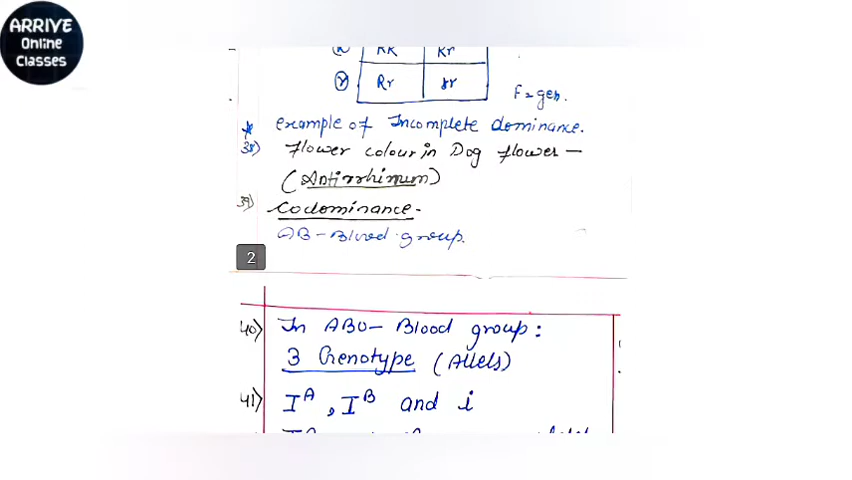 ARRIVE
Online
Classes
RR Rr
r Rr rr
F2 gen.
* example of Incomplete dominance.
38) Flower colour in Dog flower –
(Antirrhinum)
39) Codominance-
AB-Blood group.
2
40) In ABO- Blood group:
3 Genotype (Allels)
41) I^A, I^B and i